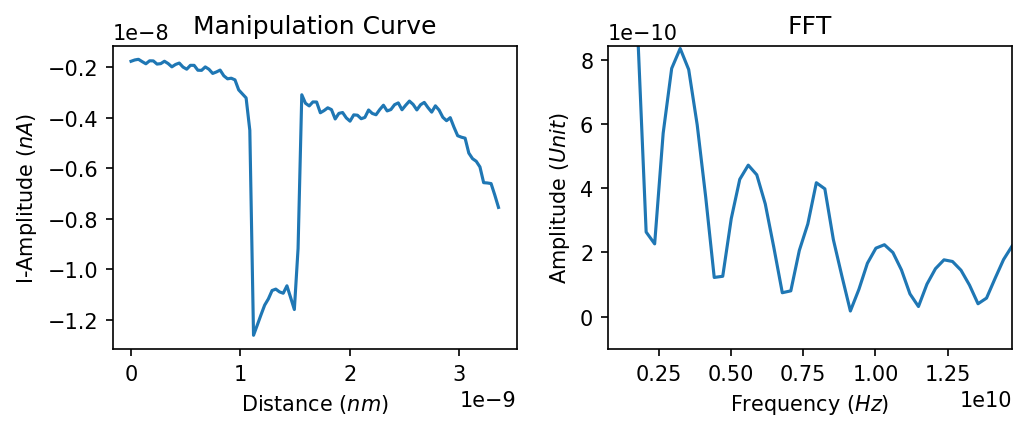 Manipulation Curve
1e−8
−0.2
−0.4
−0.6
−0.8
−1.0
−1.2
I-Amplitude (nA)
0
1
2
3
Distance (nm)
1e−9
FFT
1e−10
8
6
4
2
0
Amplitude (Unit)
0.25
0.50
0.75
1.00
1.25
Frequency (Hz)
1e10